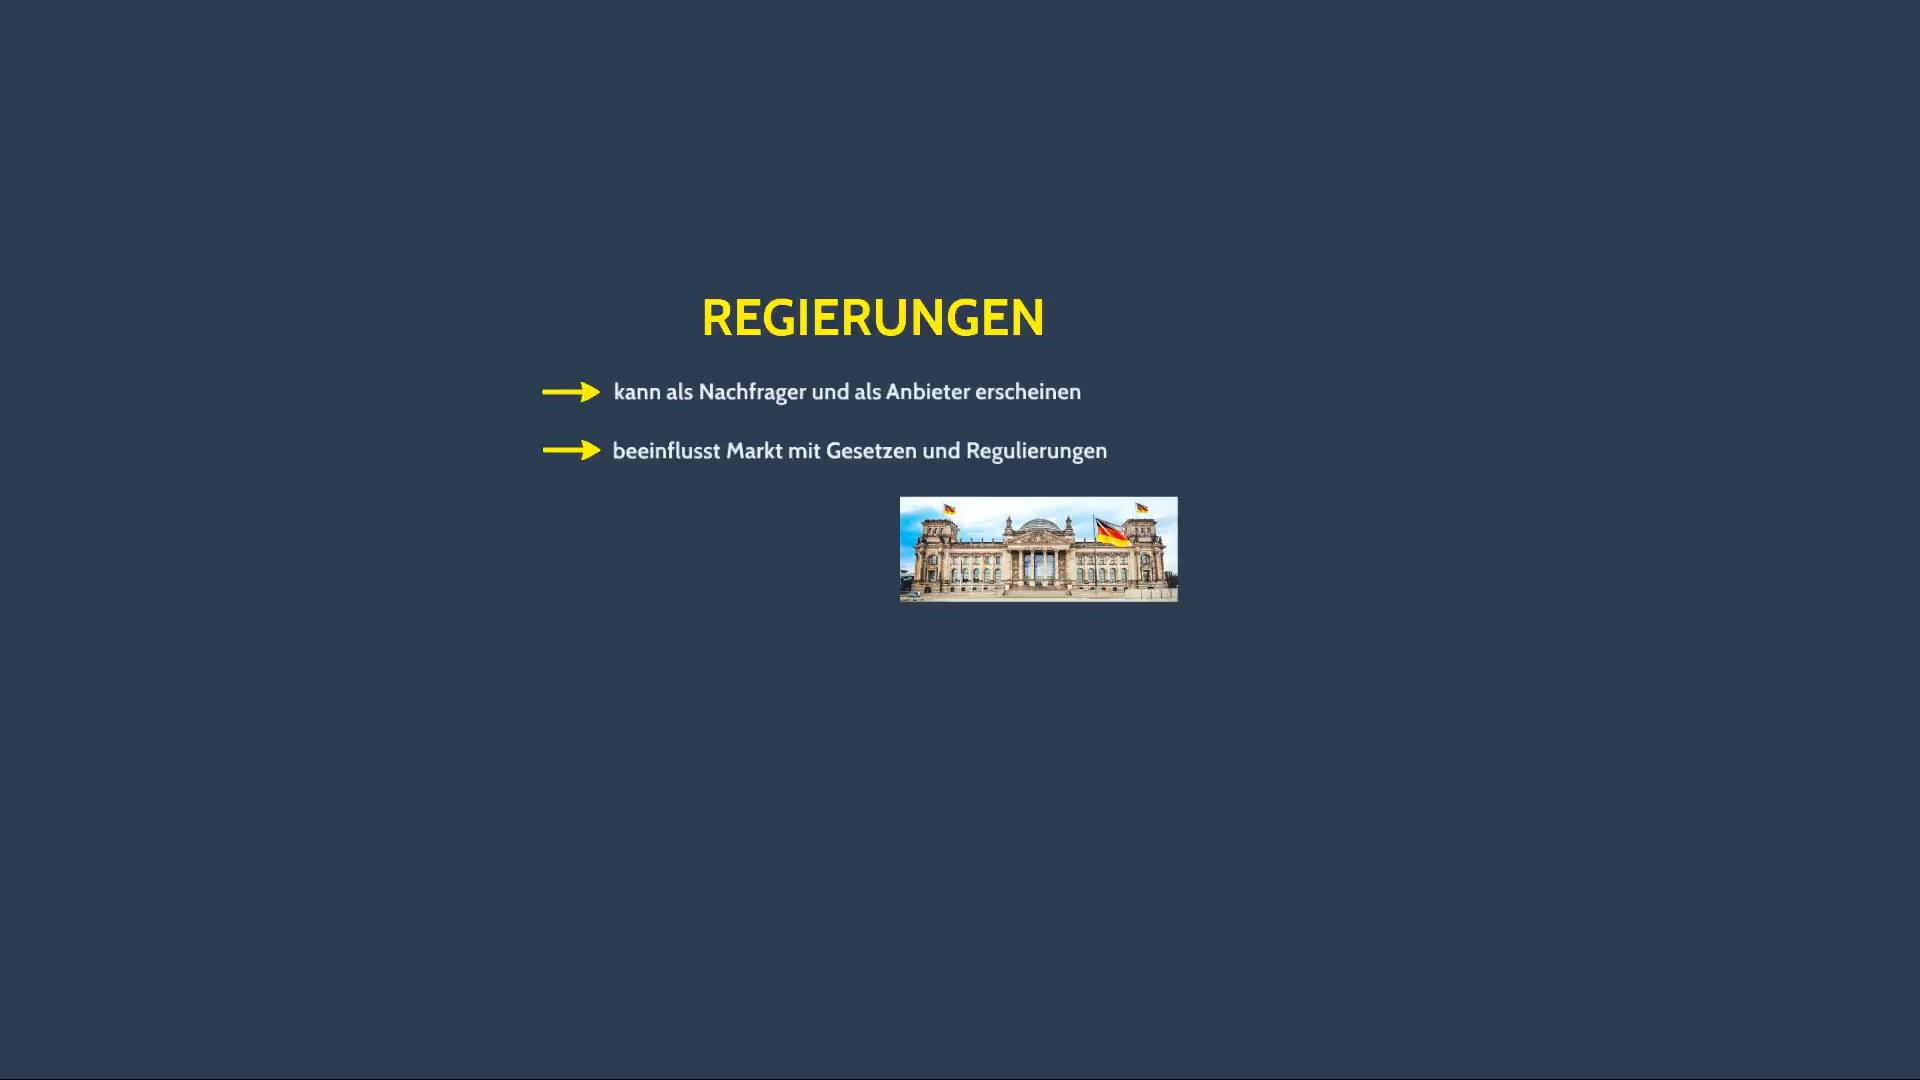 REGIERUNGEN
kann als Nachfrager und als Anbieter erscheinen
beeinflusst Markt mit Gesetzen und Regulierungen